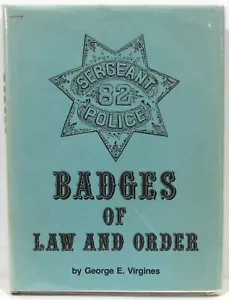 SERGEANT
82
POLICE
BADGES
OF
LAW AND ORDER
by George E. Virgines